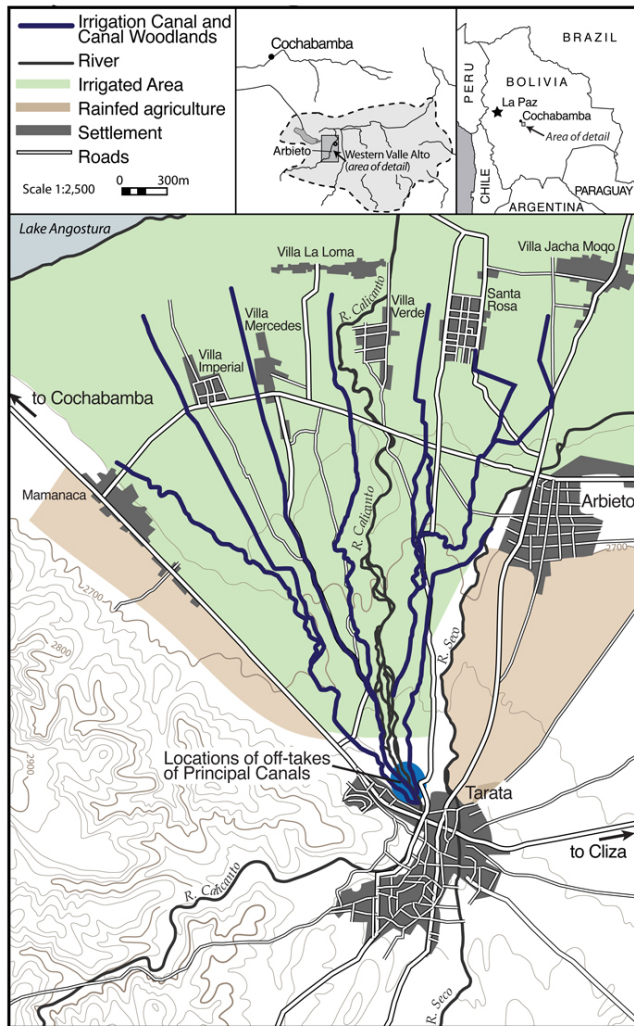 Irrigation Canal and
Canal Woodlands
River
Irrigated Area
Rainfed agriculture
Settlement
Roads
Scale 1:2,500
0 300m
Cochabamba
Arbieto
Western Valle Alto
(area of detail)
BRAZIL
PERU
BOLIVIA
La Paz
Cochabamba
Area of detail
CHILE
PARAGUAY
ARGENTINA
Lake Angostura
Villa La Loma
Villa Jacha Moqo
R. Calicanto
Villa
Mercedes
Villa
Verde
Santa
Rosa
Villa
Imperial
to Cochabamba
Mamanaca
Arbieto
R. Calicanto
2700
2700
2800
R. Seco
2900
Locations of off-takes
of Principal Canals
Tarata
to Cliza
R. Calicanto
R. Seco